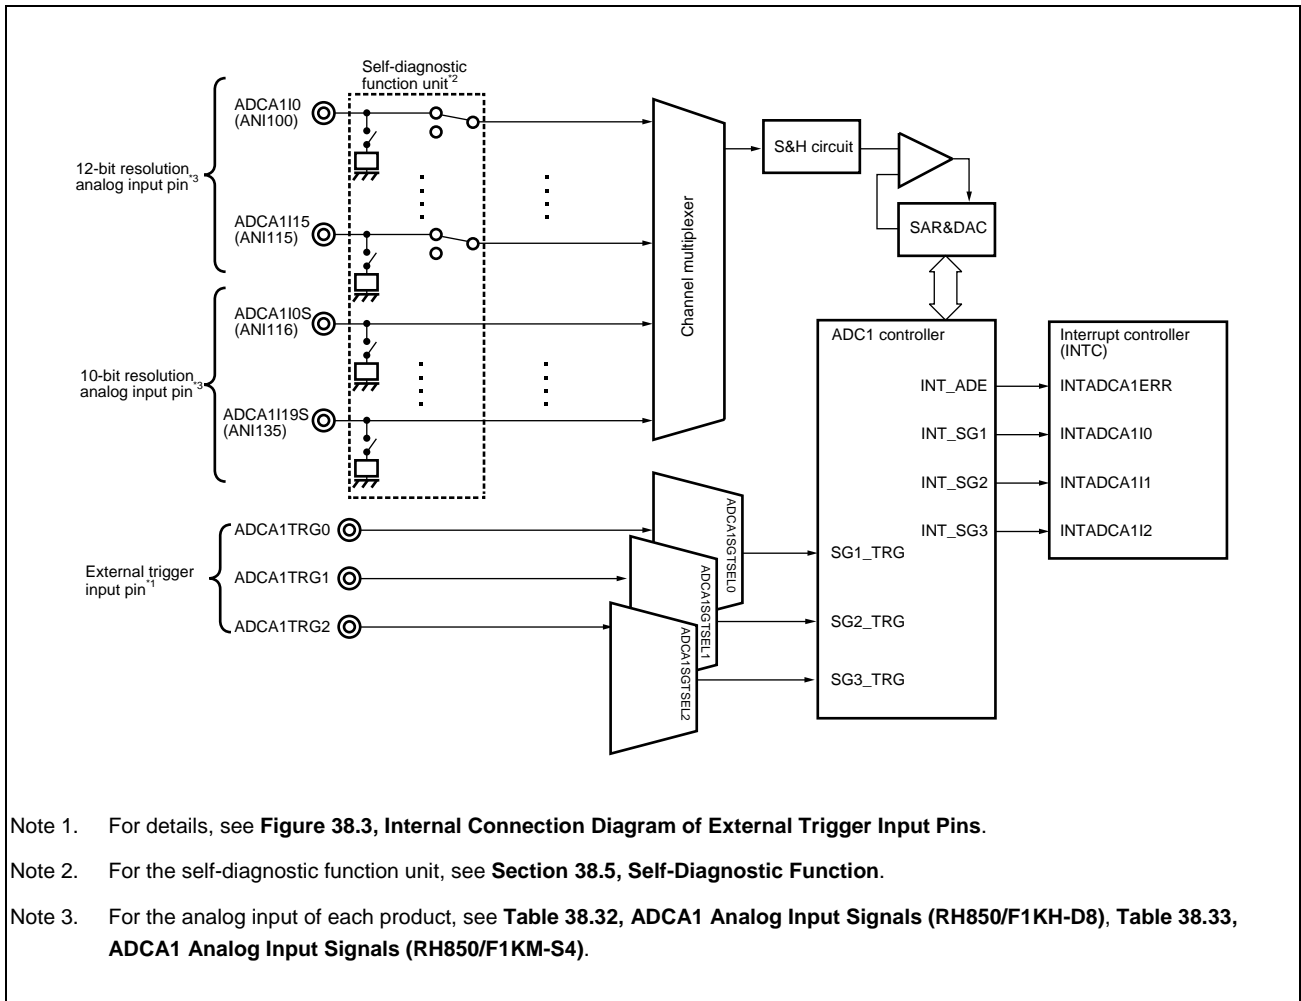 Self-diagnostic
function unit*2
ADCA1I0
(ANI100)
12-bit resolution
analog input pin*3
ADCA1I15
(ANI115)
ADCA1I0S
(ANI116)
10-bit resolution
analog input pin*3
ADCA1I19S
(ANI135)
Channel multiplexer
S&H circuit
SAR&DAC
ADC1 controller
INT_ADE
INT_SG1
INT_SG2
INT_SG3
SG1_TRG
SG2_TRG
SG3_TRG
Interrupt controller
(INTC)
INTADCA1ERR
INTADCA1I0
INTADCA1I1
INTADCA1I2
External trigger
input pin*1
ADCA1TRG0
ADCA1TRG1
ADCA1TRG2
ADCA1SGTSEL0
ADCA1SGTSEL1
ADCA1SGTSEL2
Note 1. For details, see Figure 38.3, Internal Connection Diagram of External Trigger Input Pins.
Note 2. For the self-diagnostic function unit, see Section 38.5, Self-Diagnostic Function.
Note 3. For the analog input of each product, see Table 38.32, ADCA1 Analog Input Signals (RH850/F1KH-D8), Table 38.33,
ADCA1 Analog Input Signals (RH850/F1KM-S4).